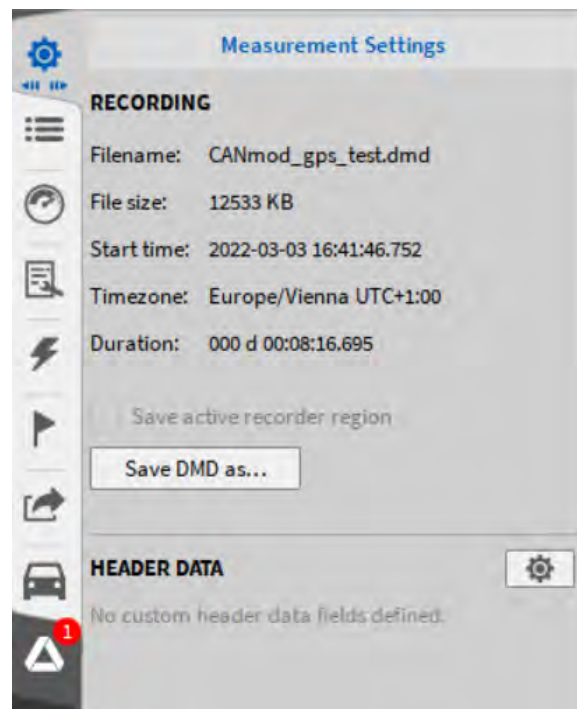 Measurement Settings
RECORDING
Filename: CANmod_gps_test.dmd
File size: 12533 KB
Start time: 2022-03-03 16:41:46.752
Timezone: Europe/Vienna UTC+1:00
Duration: 000 d 00:08:16.695
Save active recorder region
Save DMD as...
HEADER DATA
No custom header data fields defined.
1